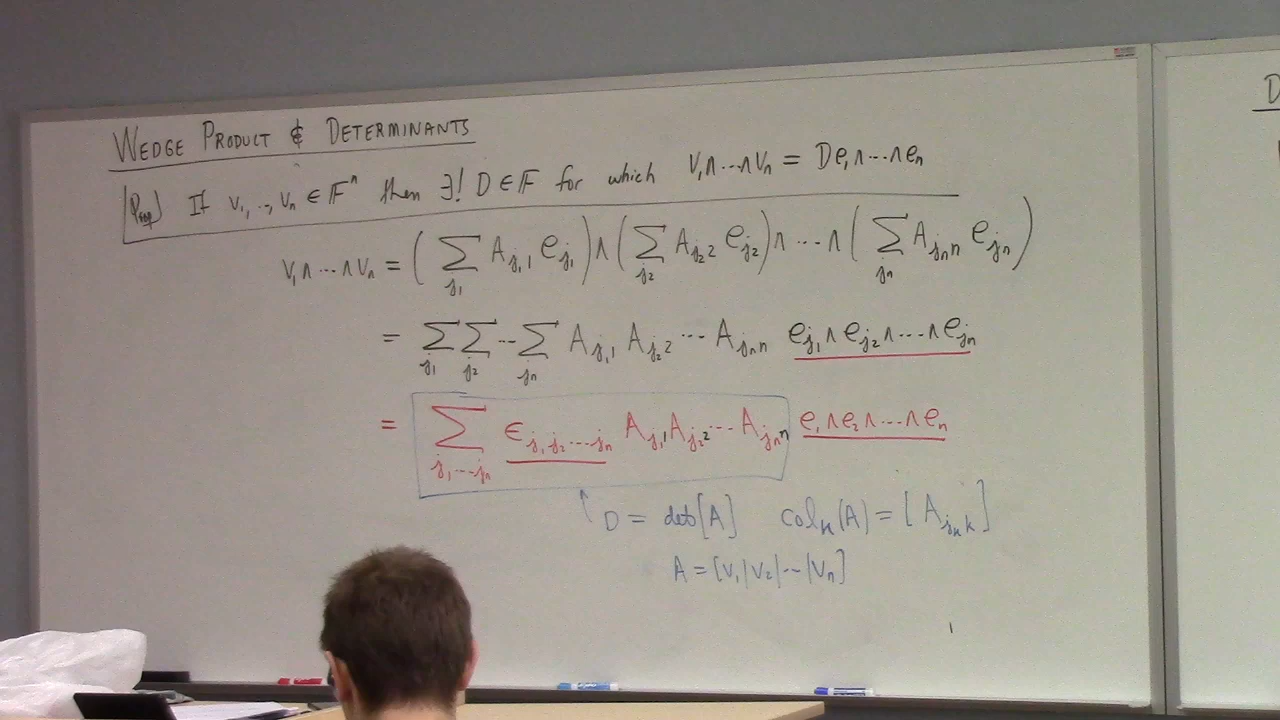 WEDGE PRODUCT & DETERMINANTS
Prop) If v₁, .., vₙ ∈ 𝔽ⁿ then ∃! D ∈ 𝔽 for which v₁∧⋯∧vₙ = De₁∧⋯∧eₙ
v₁∧⋯∧vₙ = ( ∑_{j₁} A_{j₁1} e_{j₁} )∧( ∑_{j₂} A_{j₂2} e_{j₂} )∧ ⋯ ∧( ∑_{jₙ} A_{jₙn} e_{jₙ} )
= ∑_{j₁} ∑_{j₂} ⋯ ∑_{jₙ} A_{j₁1} A_{j₂2} ⋯ A_{jₙn} e_{j₁}∧e_{j₂}∧⋯∧e_{jₙ}
= ∑_{j₁⋯jₙ} ϵ_{j₁j₂⋯jₙ} A_{j₁1} A_{j₂2} ⋯ A_{jₙn} e₁∧e₂∧⋯∧eₙ
D = det[A] colₖ(A) = [A_{jₖk}]
A = [v₁|v₂|⋯|vₙ]
D